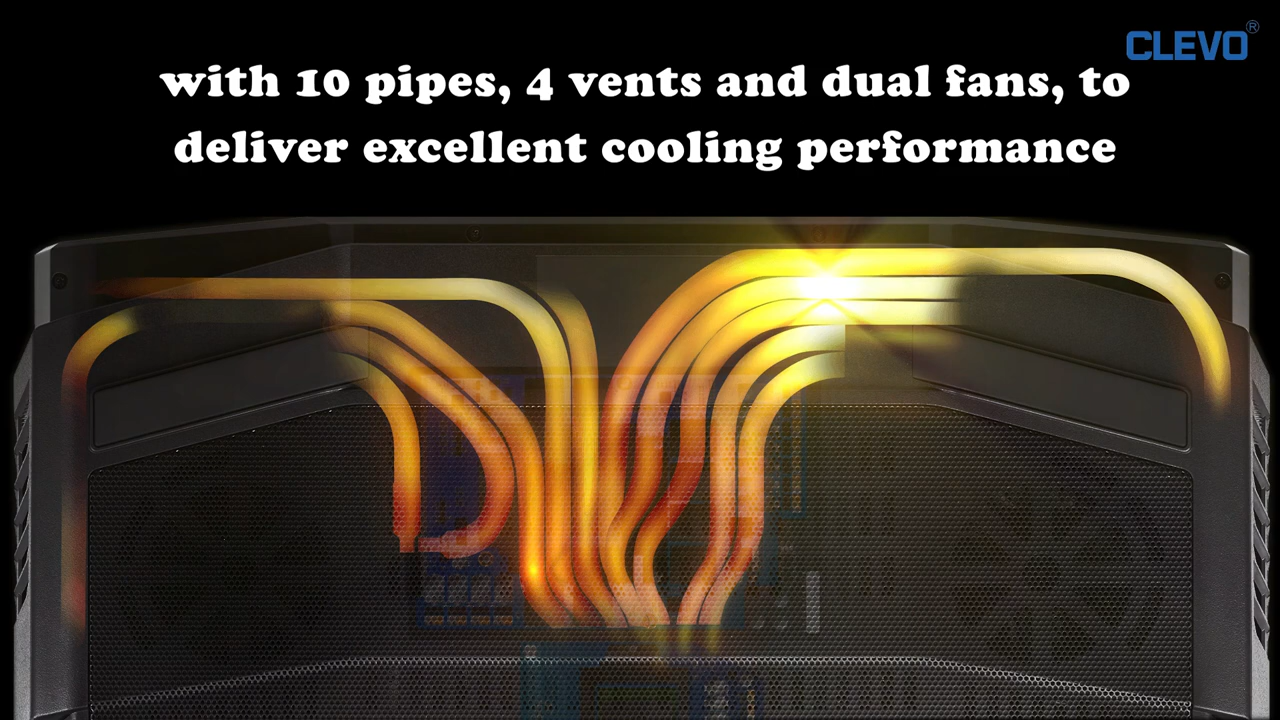 CLEVO®
with 10 pipes, 4 vents and dual fans, to
deliver excellent cooling performance